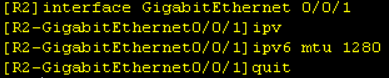 [R2]interface GigabitEthernet 0/0/1
[R2-GigabitEthernet0/0/1]ipv
[R2-GigabitEthernet0/0/1]ipv6 mtu 1280
[R2-GigabitEthernet0/0/1]quit